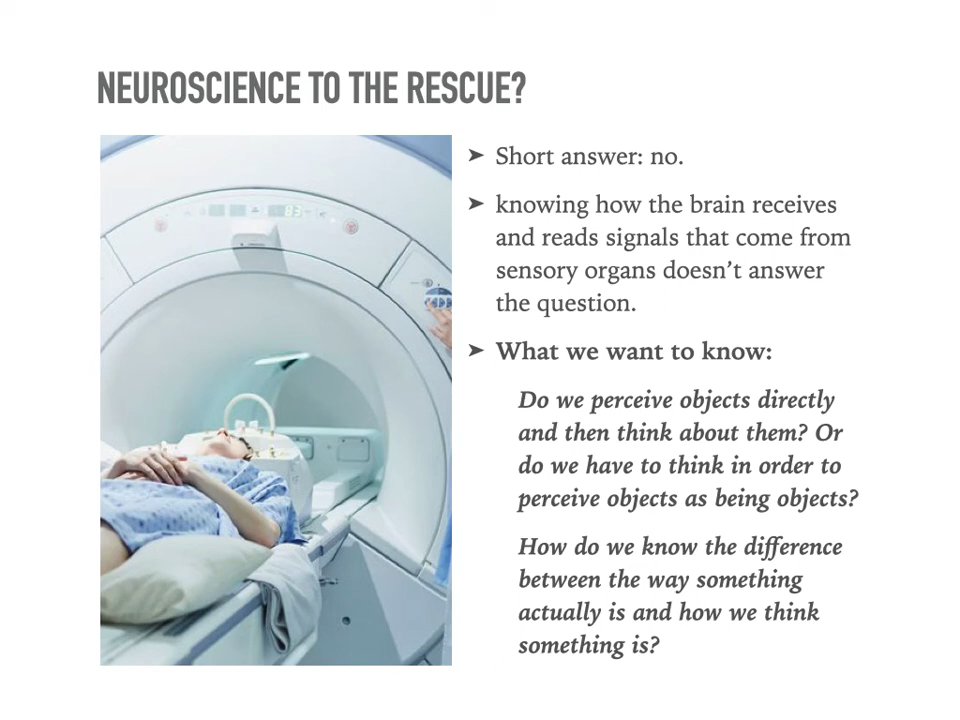 NEUROSCIENCE TO THE RESCUE?
➤ Short answer: no.
➤ knowing how the brain receives
and reads signals that come from
sensory organs doesn’t answer
the question.
➤ What we want to know:
Do we perceive objects directly
and then think about them? Or
do we have to think in order to
perceive objects as being objects?
How do we know the difference
between the way something
actually is and how we think
something is?